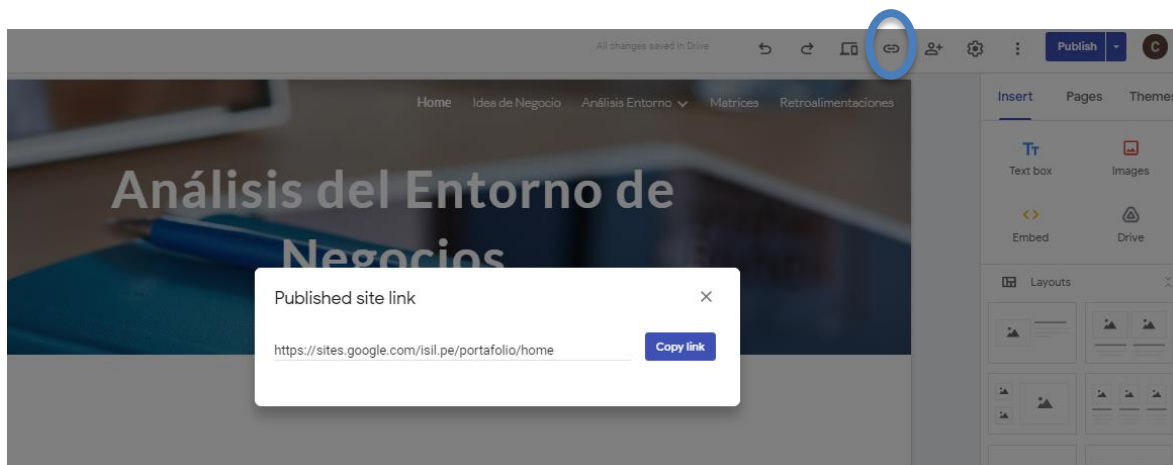 All changes saved in Drive
Publish
C
Home Idea de Negocio Análisis Entorno Matrices Retroalimentaciones
Insert Pages Themes
Análisis del Entorno de
Negocios
Text box Images
Embed Drive
Layouts
Published site link
https://sites.google.com/isil.pe/portafolio/home
Copy link